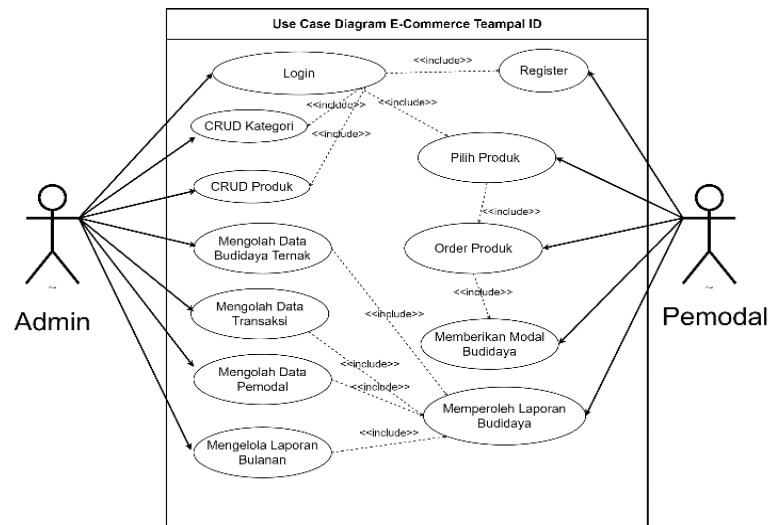 Use Case Diagram E-Commerce Teampal ID
<<include>>
Login
Register
<<include>>
<<include>>
CRUD Kategori
<<include>>
Pilih Produk
CRUD Produk
<<include>>
Mengolah Data
Budidaya Ternak
Order Produk
<<include>>
Mengolah Data
Transaksi
<<include>>
Admin
Pemodal
Memberikan Modal
Budidaya
<<include>>
Mengolah Data
Pemodal
<<include>>
Memperoleh Laporan
Budidaya
<<include>>
Mengelola Laporan
Bulanan